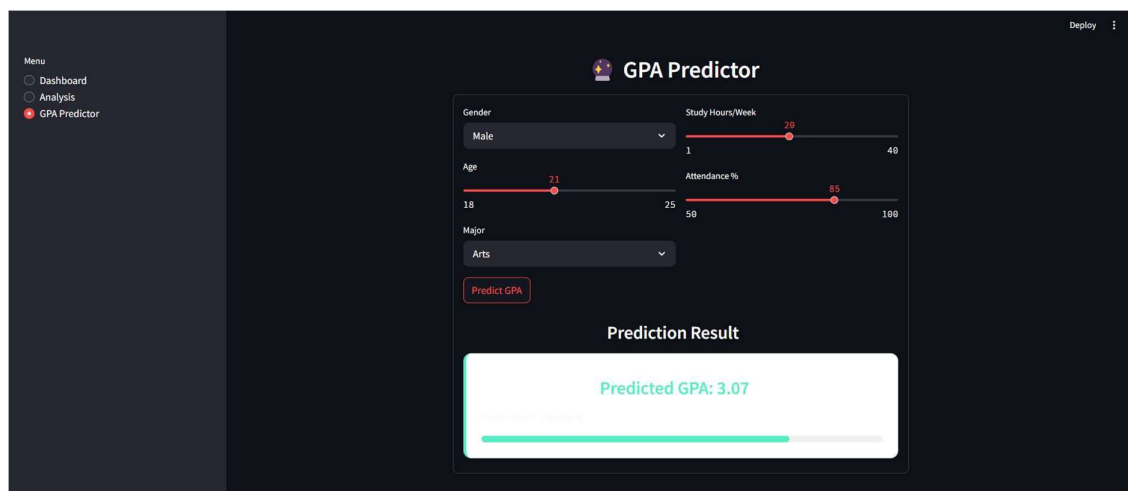 Deploy
Menu
Dashboard
Analysis
GPA Predictor
GPA Predictor
Gender
Male
Age
21
18 25
Major
Arts
Study Hours/Week
20
1 40
Attendance %
85
50 100
Predict GPA
Prediction Result
Predicted GPA: 3.07